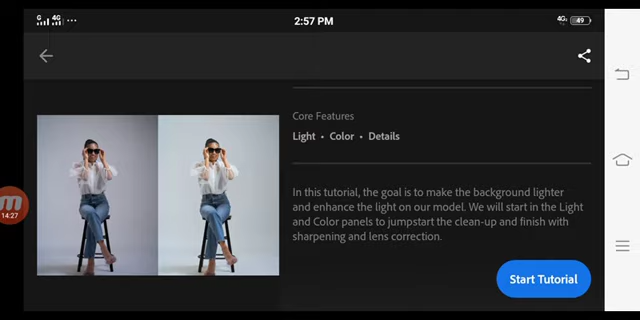 G 4G
2:57 PM
4G 49
Core Features
Light • Color • Details
In this tutorial, the goal is to make the background lighter
and enhance the light on our model. We will start in the Light
and Color panels to jumpstart the clean-up and finish with
sharpening and lens correction.
M
14:27
Start Tutorial